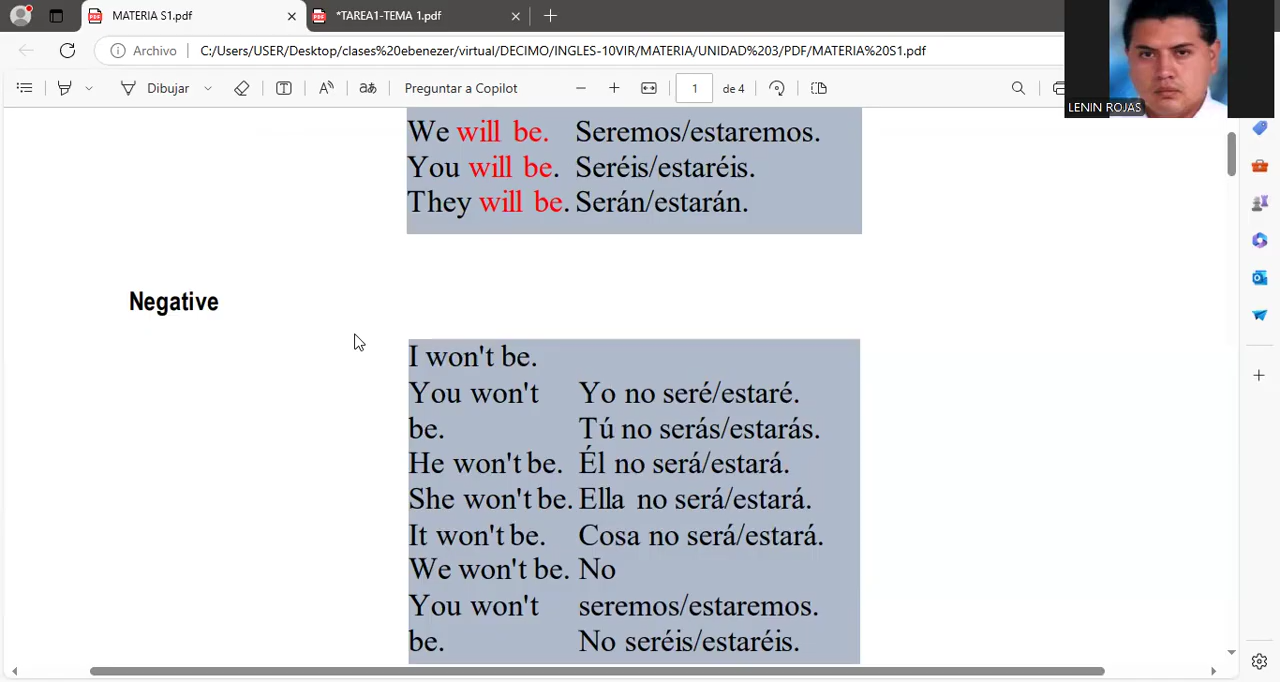 MATERIA S1.pdf
*TAREA1-TEMA 1.pdf
Archivo
C:/Users/USER/Desktop/clases%20ebenezer/virtual/DECIMO/INGLES-10VIR/MATERIA/UNIDAD%203/PDF/MATERIA%20S1.pdf
Dibujar
aあ
Preguntar a Copilot
1
de 4
LENIN ROJAS
We will be. Seremos/estaremos.
You will be. Seréis/estaréis.
They will be. Serán/estarán.
Negative
I won't be.
You won't Yo no seré/estaré.
be. Tú no serás/estarás.
He won't be. Él no será/estará.
She won't be. Ella no será/estará.
It won't be. Cosa no será/estará.
We won't be. No
You won't seremos/estaremos.
be. No seréis/estaréis.